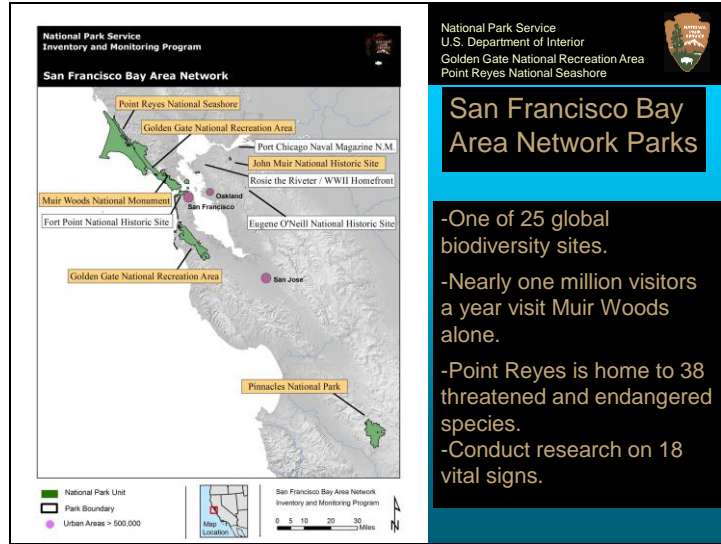 National Park Service
Inventory and Monitoring Program
San Francisco Bay Area Network
Point Reyes National Seashore
Golden Gate National Recreation Area
Port Chicago Naval Magazine N.M.
John Muir National Historic Site
Rosie the Riveter / WWII Homefront
Muir Woods National Monument
Oakland
San Francisco
Fort Point National Historic Site
Eugene O'Neill National Historic Site
Golden Gate National Recreation Area
San Jose
Pinnacles National Park
National Park Unit
Park Boundary
Urban Areas > 500,000
Map
Location
San Francisco Bay Area Network
Inventory and Monitoring Program
0 5 10 20 30
Miles
N
National Park Service
U.S. Department of Interior
Golden Gate National Recreation Area
Point Reyes National Seashore
NATIONAL
PARK
SERVICE
San Francisco Bay
Area Network Parks
-One of 25 global
biodiversity sites.
-Nearly one million visitors
a year visit Muir Woods
alone.
-Point Reyes is home to 38
threatened and endangered
species.
-Conduct research on 18
vital signs.